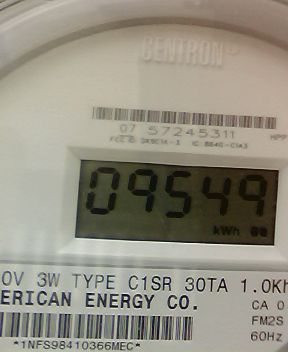 CENTRON
07 57245311
09549
kWh
0V 3W TYPE C1SR 30TA 1.0Kh
ERICAN ENERGY CO.
CA 0
FM2S
60Hz
*1NFS98410366MEC*